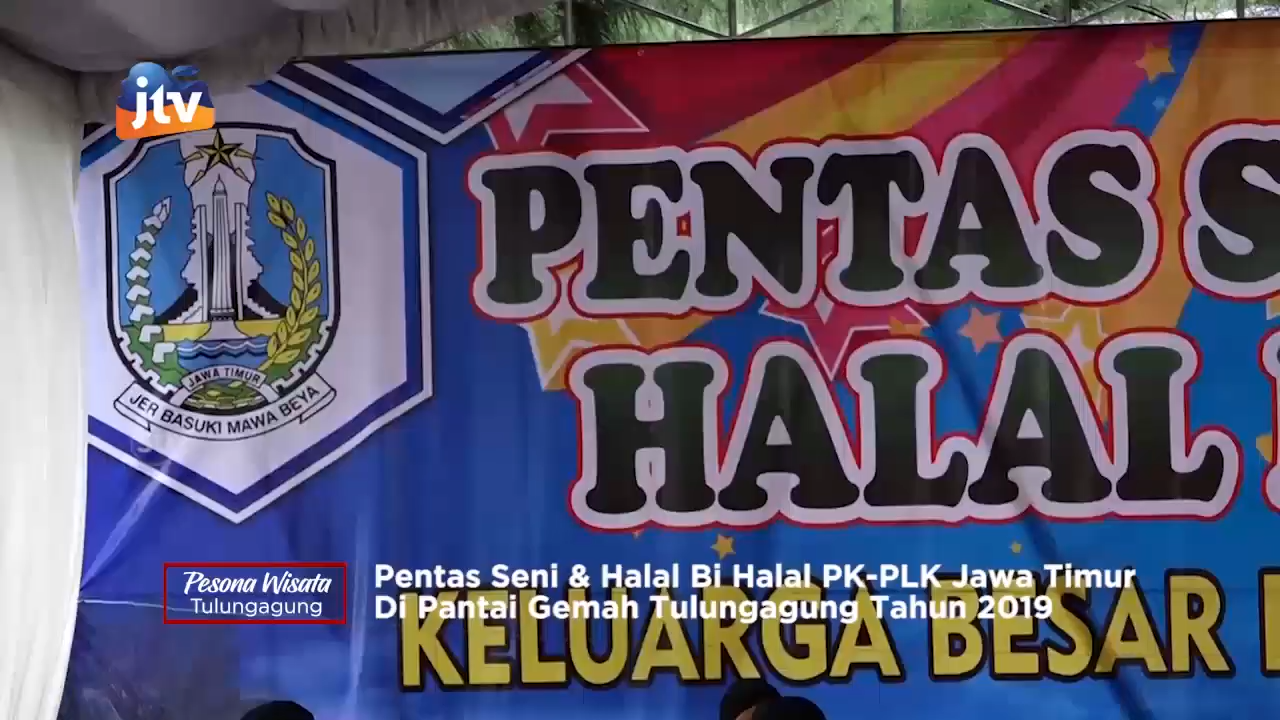 jtv
PENTAS S
HALAL
JAWA TIMUR
JER BASUKI MAWA BEYA
Pesona Wisata
Tulungagung
Pentas Seni & Halal Bi Halal PK-PLK Jawa Timur
Di Pantai Gemah Tulungagung Tahun 2019
KELUARGA BESAR